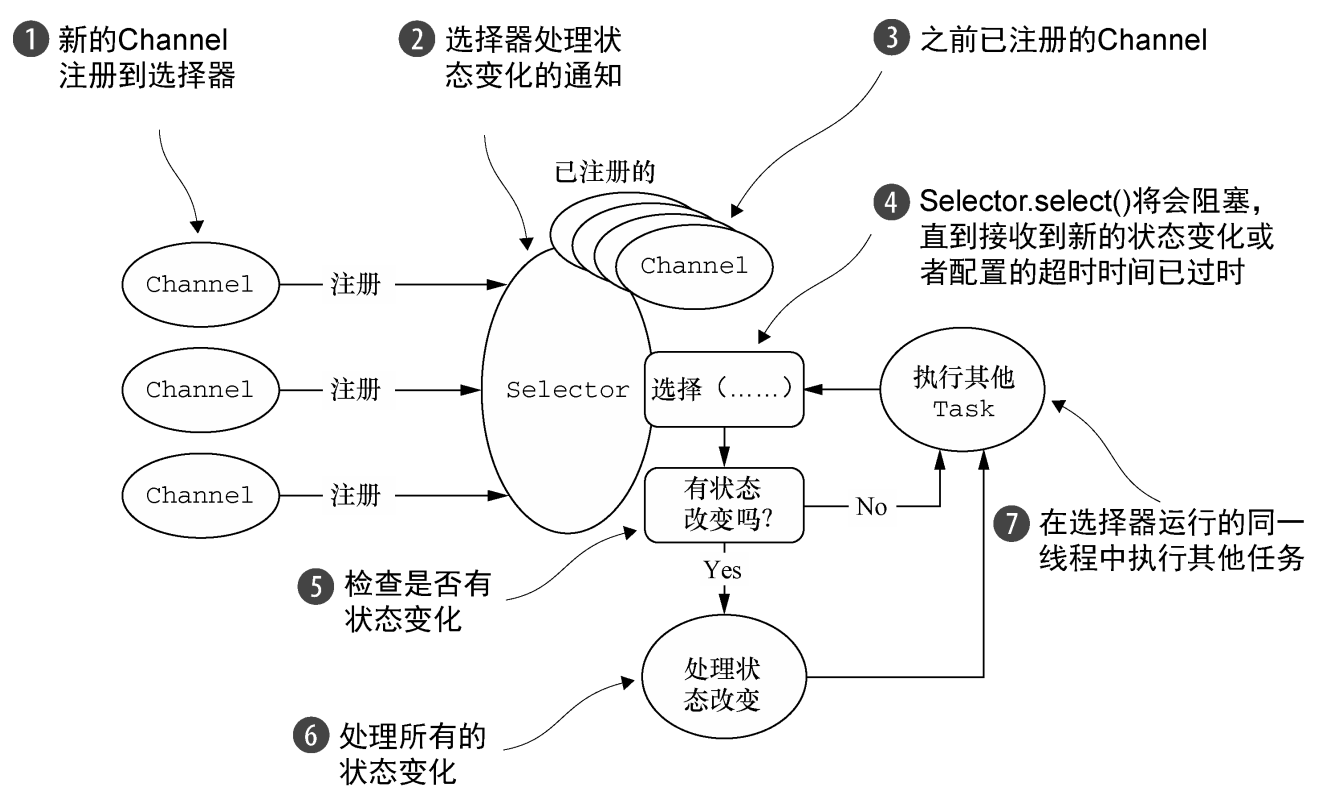 1 新的Channel
注册到选择器
2 选择器处理状
态变化的通知
3 之前已注册的Channel
已注册的
4 Selector.select()将会阻塞，
直到接收到新的状态变化或
者配置的超时时间已过时
Channel
Channel 注册
Channel 注册
Selector
选择（……）
执行其他
Task
Channel 注册
有状态
改变吗？
No
7 在选择器运行的同一
线程中执行其他任务
Yes
5 检查是否有
状态变化
处理状
态改变
6 处理所有的
状态变化